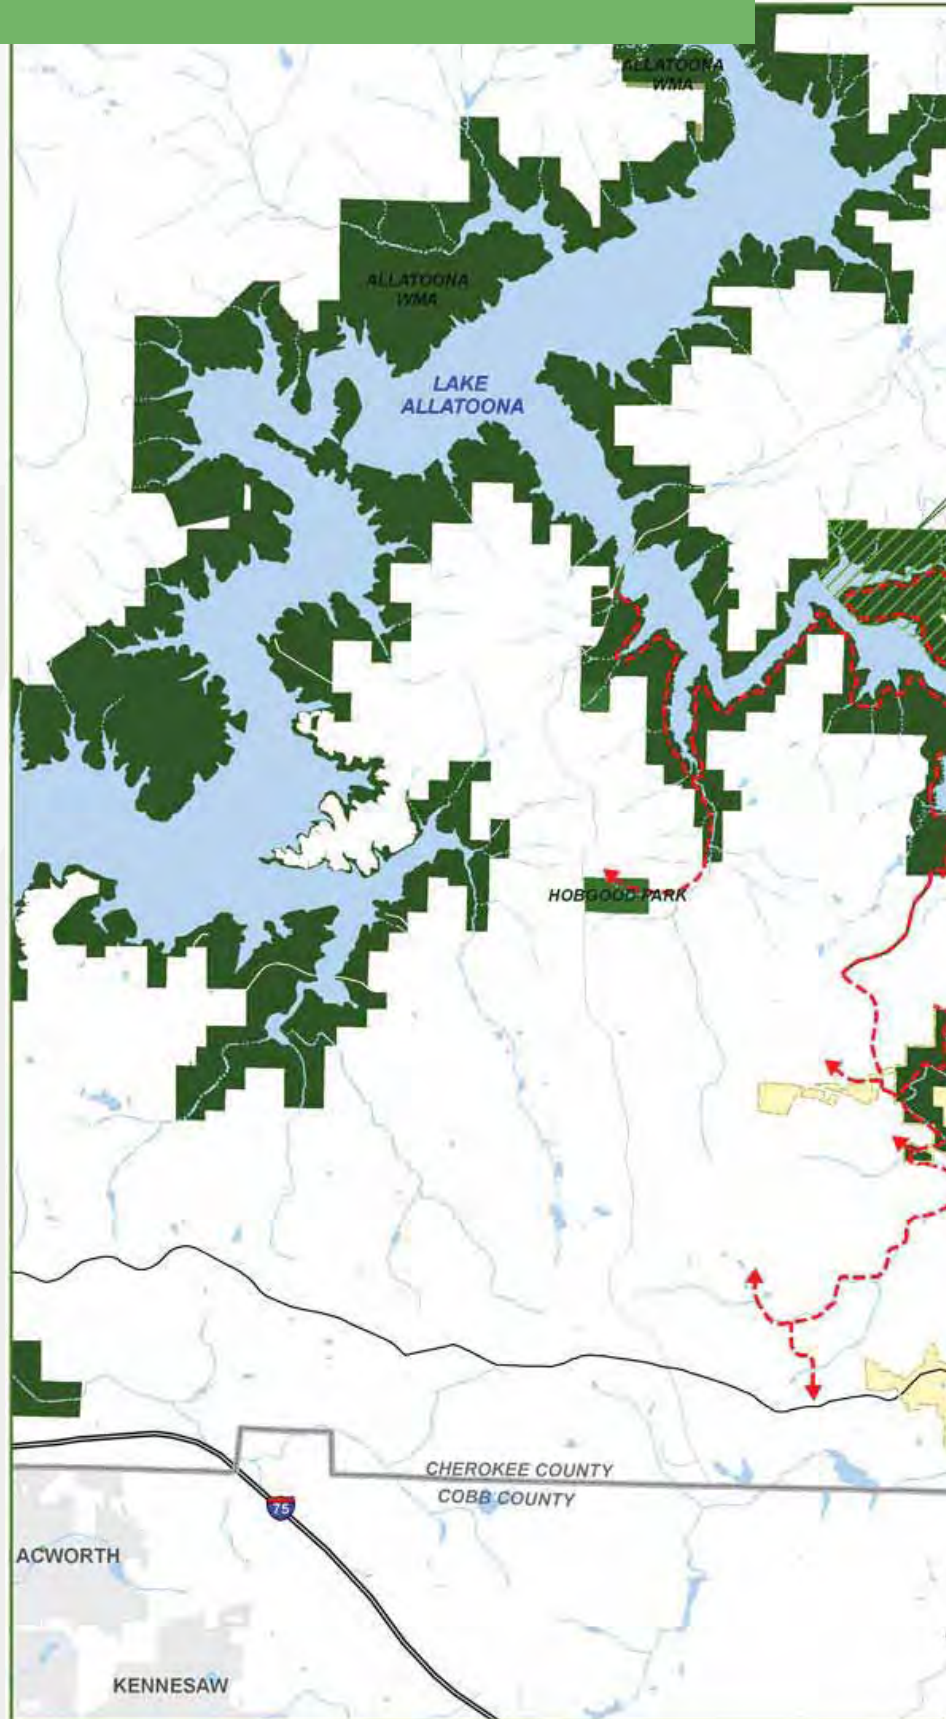 ALLATOONA
WMA
ALLATOONA
WMA
LAKE
ALLATOONA
HOBGOOD PARK
CHEROKEE COUNTY
COBB COUNTY
75
ACWORTH
KENNESAW